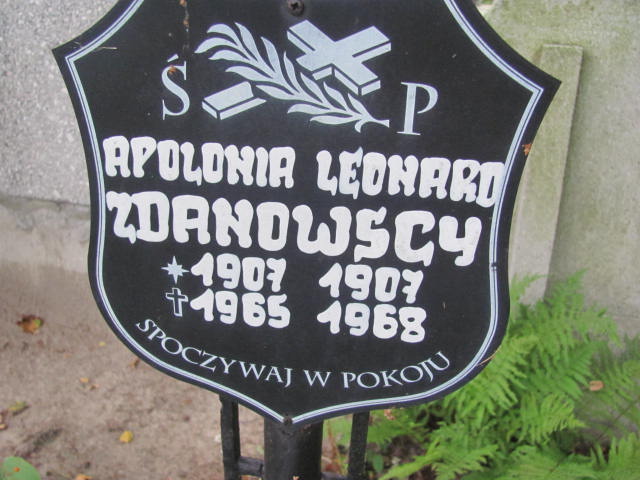 Ś P
APOLONIA LEONARD
ZDANOWSCY
1907 1907
1965 1968
SPOCZYWAJ W POKOJU